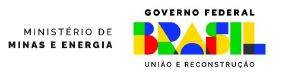 MINISTÉRIO DE
MINAS E ENERGIA
GOVERNO FEDERAL
BRASIL
UNIÃO E RECONSTRUÇÃO